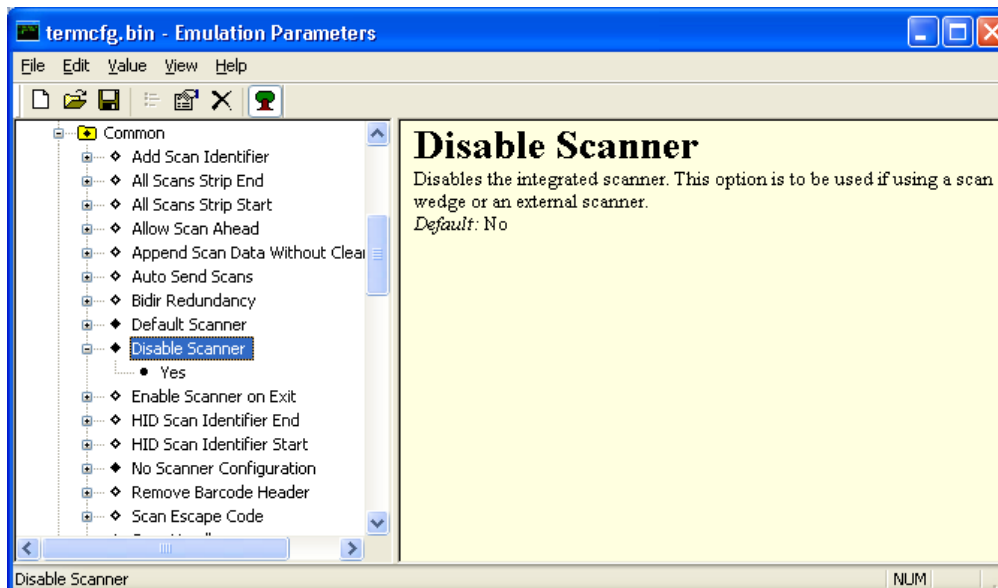 termcfg.bin - Emulation Parameters
File Edit Value View Help
Common
Add Scan Identifier
All Scans Strip End
All Scans Strip Start
Allow Scan Ahead
Append Scan Data Without Clear
Auto Send Scans
Bidir Redundancy
Default Scanner
Disable Scanner
Yes
Enable Scanner on Exit
HID Scan Identifier End
HID Scan Identifier Start
No Scanner Configuration
Remove Barcode Header
Scan Escape Code
Disable Scanner
Disables the integrated scanner. This option is to be used if using a scan
wedge or an external scanner.
Default: No
Disable Scanner
NUM